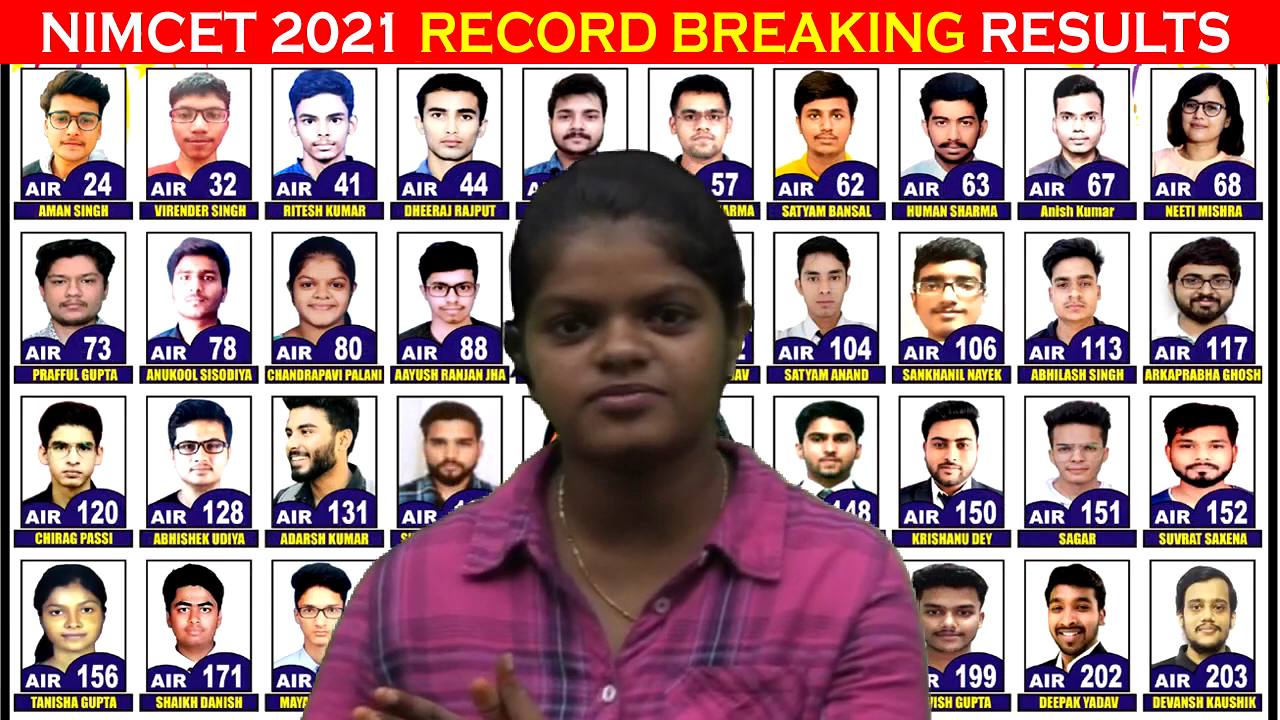 NIMCET 2021 RECORD BREAKING RESULTS
AIR 24
AIR 32
AIR 41
AIR 44
57
AIR 62
AIR 63
AIR 67
AIR 68
AMAN SINGH
VIRENDER SINGH
RITESH KUMAR
DHEERAJ RAJPUT
SATYAM BANSAL
HUMAN SHARMA
Anish Kumar
NEETI MISHRA
AIR 73
AIR 78
AIR 80
AIR 88
AIR 104
AIR 106
AIR 113
AIR 117
PRAFFUL GUPTA
ANUKOOL SISODIYA
CHANDRAPAVI PALANI
AAYUSH RANJAN JHA
SATYAM ANAND
SANKHANIL NAYEK
ABHILASH SINGH
ARKAPRABHA GHOSH
AIR 120
AIR 128
AIR 131
AIR
48
AIR 150
AIR 151
AIR 152
CHIRAG PASSI
ABHISHEK UDIYA
ADARSH KUMAR
KRISHANU DEY
SAGAR
SUVRAT SAXENA
AIR 156
AIR 171
AIR
199
AIR 202
AIR 203
TANISHA GUPTA
SHAIKH DANISH
MAYA
GUPTA
DEEPAK YADAV
DEVANSH KAUSHIK